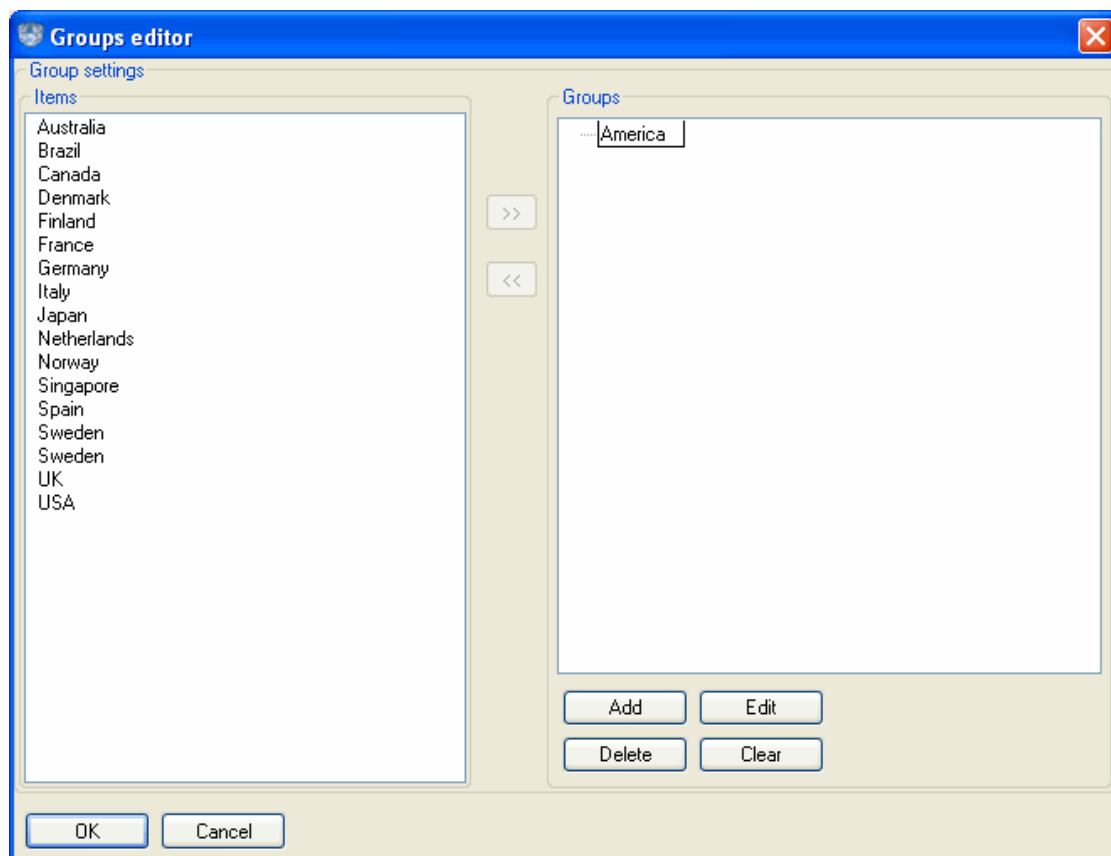 Groups editor
Group settings
Items
Australia
Brazil
Canada
Denmark
Finland
France
Germany
Italy
Japan
Netherlands
Norway
Singapore
Spain
Sweden
Sweden
UK
USA
>>
<<
Groups
America
Add
Edit
Delete
Clear
OK
Cancel